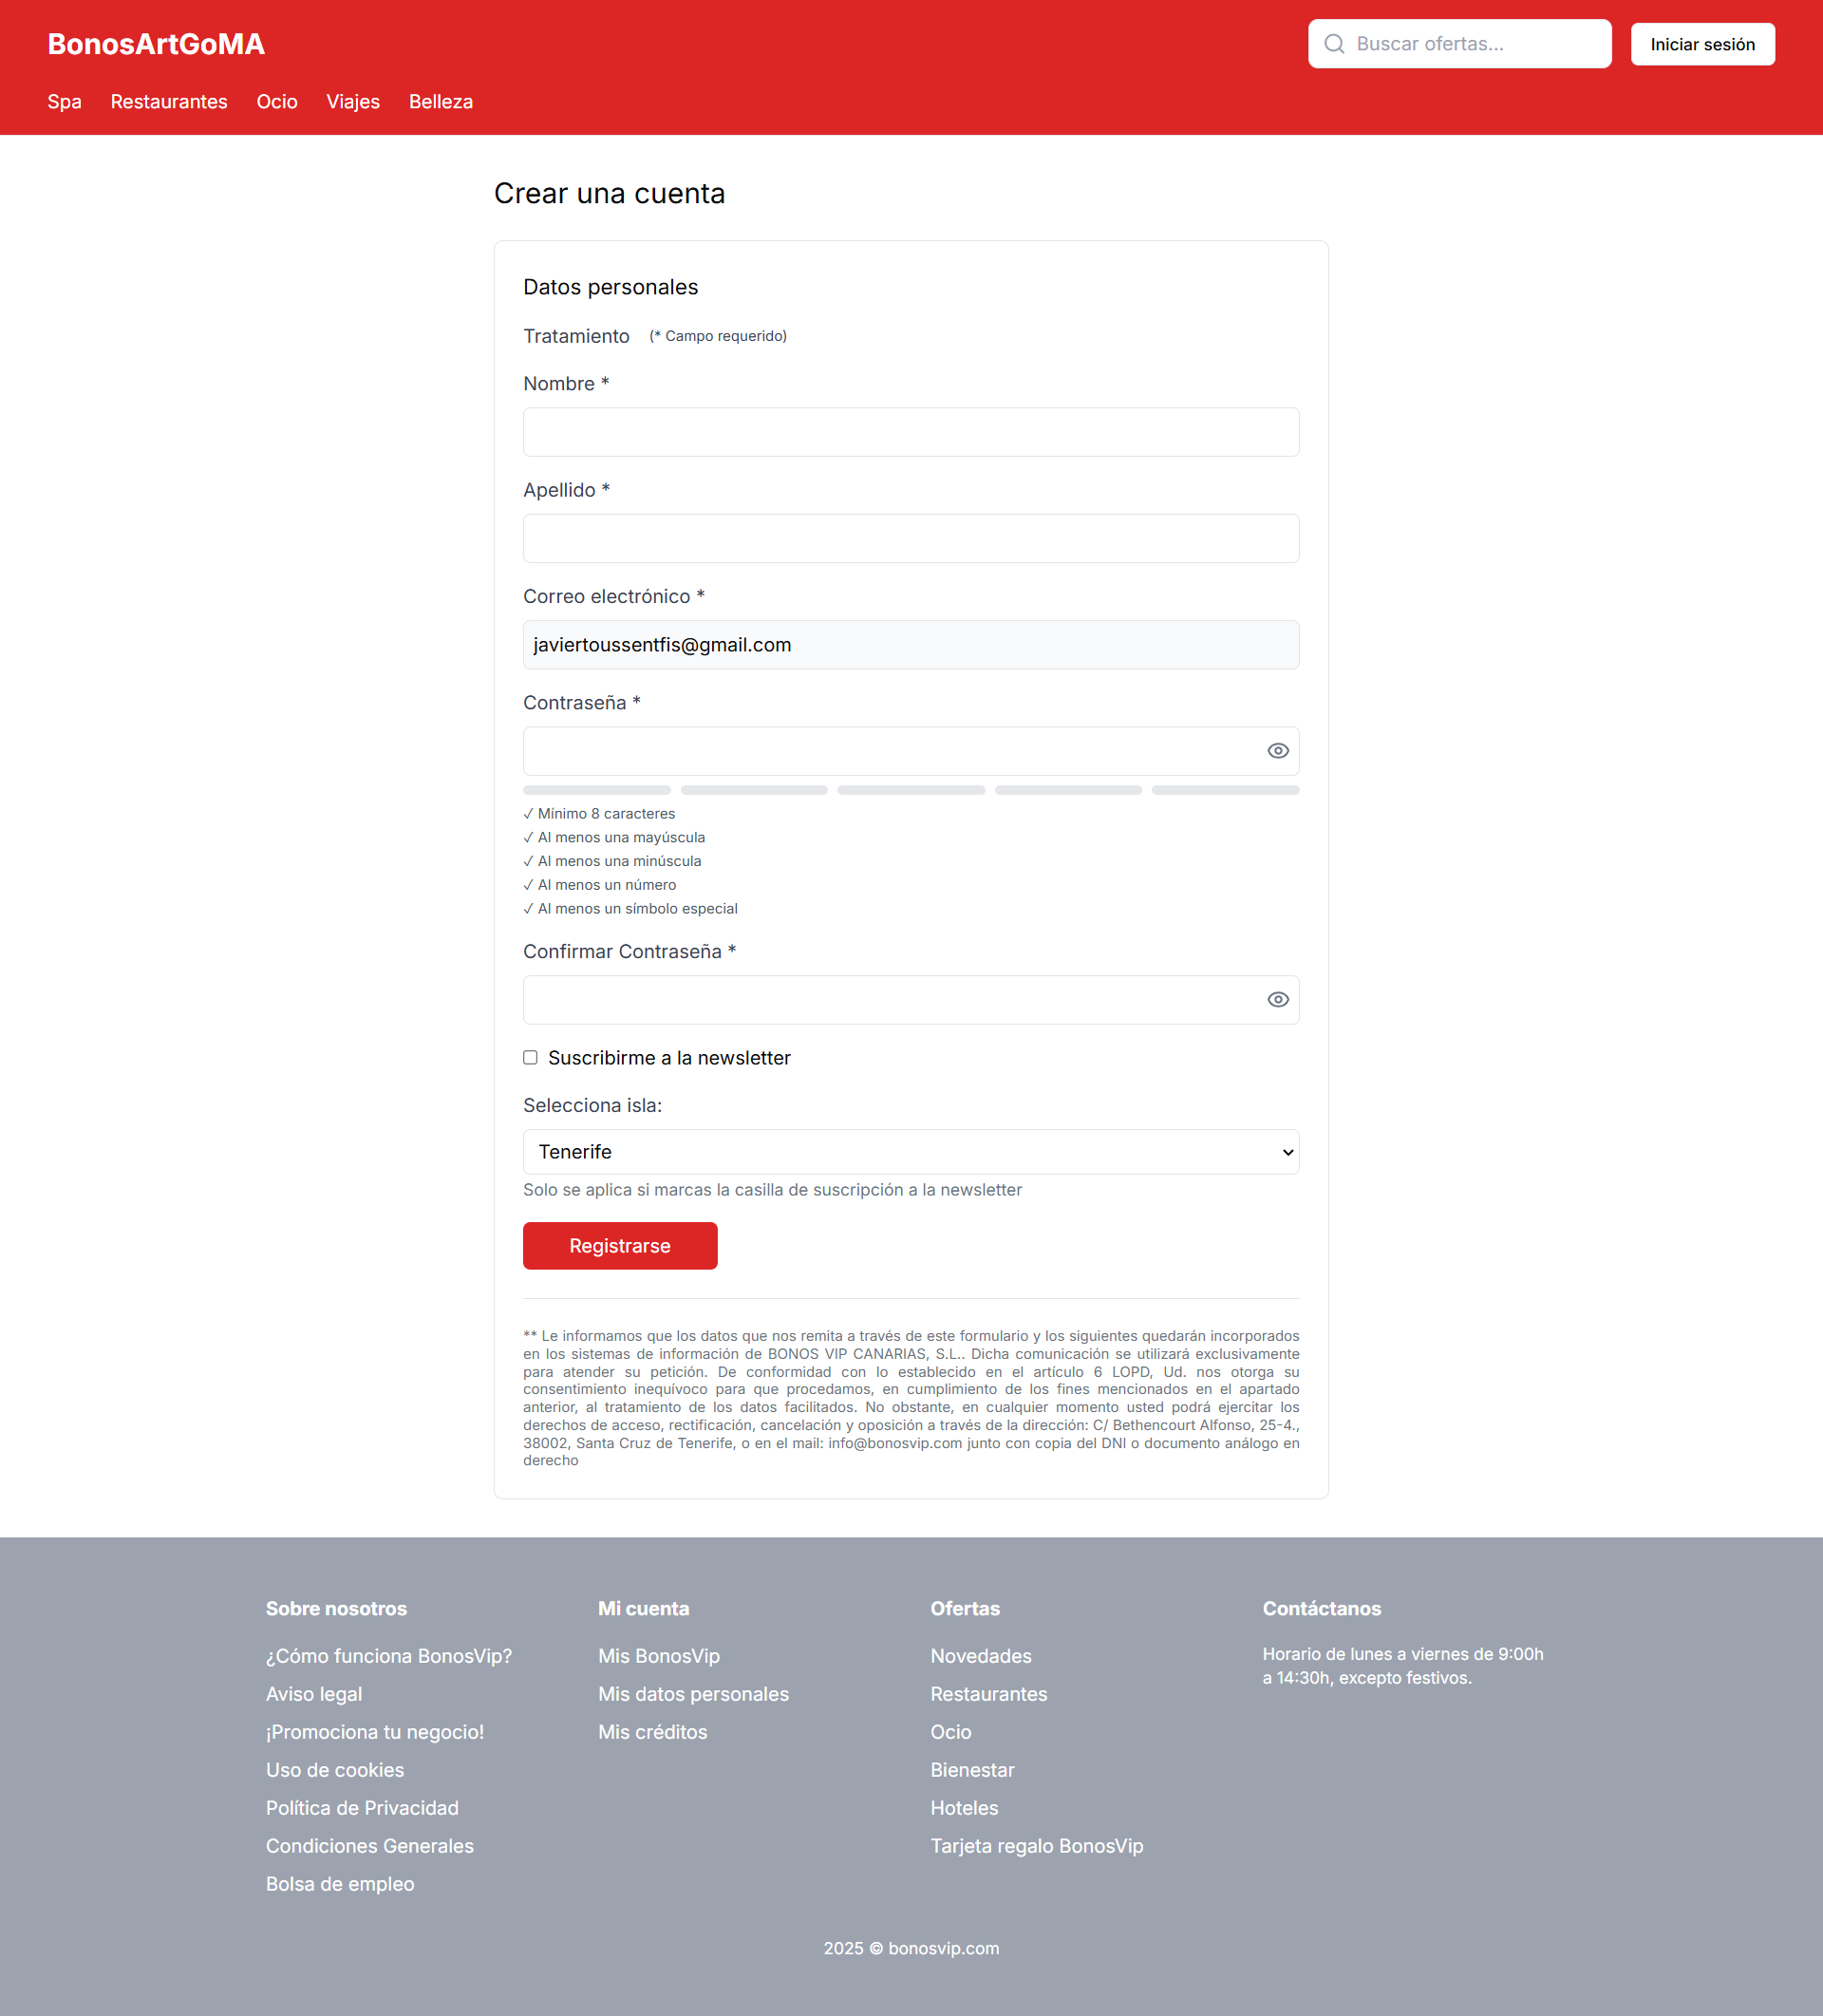 BonosArtGoMA
Buscar ofertas...
Iniciar sesión
Spa Restaurantes Ocio Viajes Belleza
Crear una cuenta
Datos personales
Tratamiento (* Campo requerido)
Nombre *
Apellido *
Correo electrónico *
javiertoussentfis@gmail.com
Contraseña *
✓ Mínimo 8 caracteres
✓ Al menos una mayúscula
✓ Al menos una minúscula
✓ Al menos un número
✓ Al menos un símbolo especial
Confirmar Contraseña *
Suscribirme a la newsletter
Selecciona isla:
Tenerife
Solo se aplica si marcas la casilla de suscripción a la newsletter
Registrarse
** Le informamos que los datos que nos remita a través de este formulario y los siguientes quedarán incorporados
en los sistemas de información de BONOS VIP CANARIAS, S.L.. Dicha comunicación se utilizará exclusivamente
para atender su petición. De conformidad con lo establecido en el artículo 6 LOPD, Ud. nos otorga su
consentimiento inequívoco para que procedamos, en cumplimiento de los fines mencionados en el apartado
anterior, al tratamiento de los datos facilitados. No obstante, en cualquier momento usted podrá ejercitar los
derechos de acceso, rectificación, cancelación y oposición a través de la dirección: C/ Bethencourt Alfonso, 25-4.,
38002, Santa Cruz de Tenerife, o en el mail: info@bonosvip.com junto con copia del DNI o documento análogo en
derecho
Sobre nosotros
¿Cómo funciona BonosVip?
Aviso legal
¡Promociona tu negocio!
Uso de cookies
Política de Privacidad
Condiciones Generales
Bolsa de empleo
Mi cuenta
Mis BonosVip
Mis datos personales
Mis créditos
Ofertas
Novedades
Restaurantes
Ocio
Bienestar
Hoteles
Tarjeta regalo BonosVip
Contáctanos
Horario de lunes a viernes de 9:00h
a 14:30h, excepto festivos.
2025 © bonosvip.com